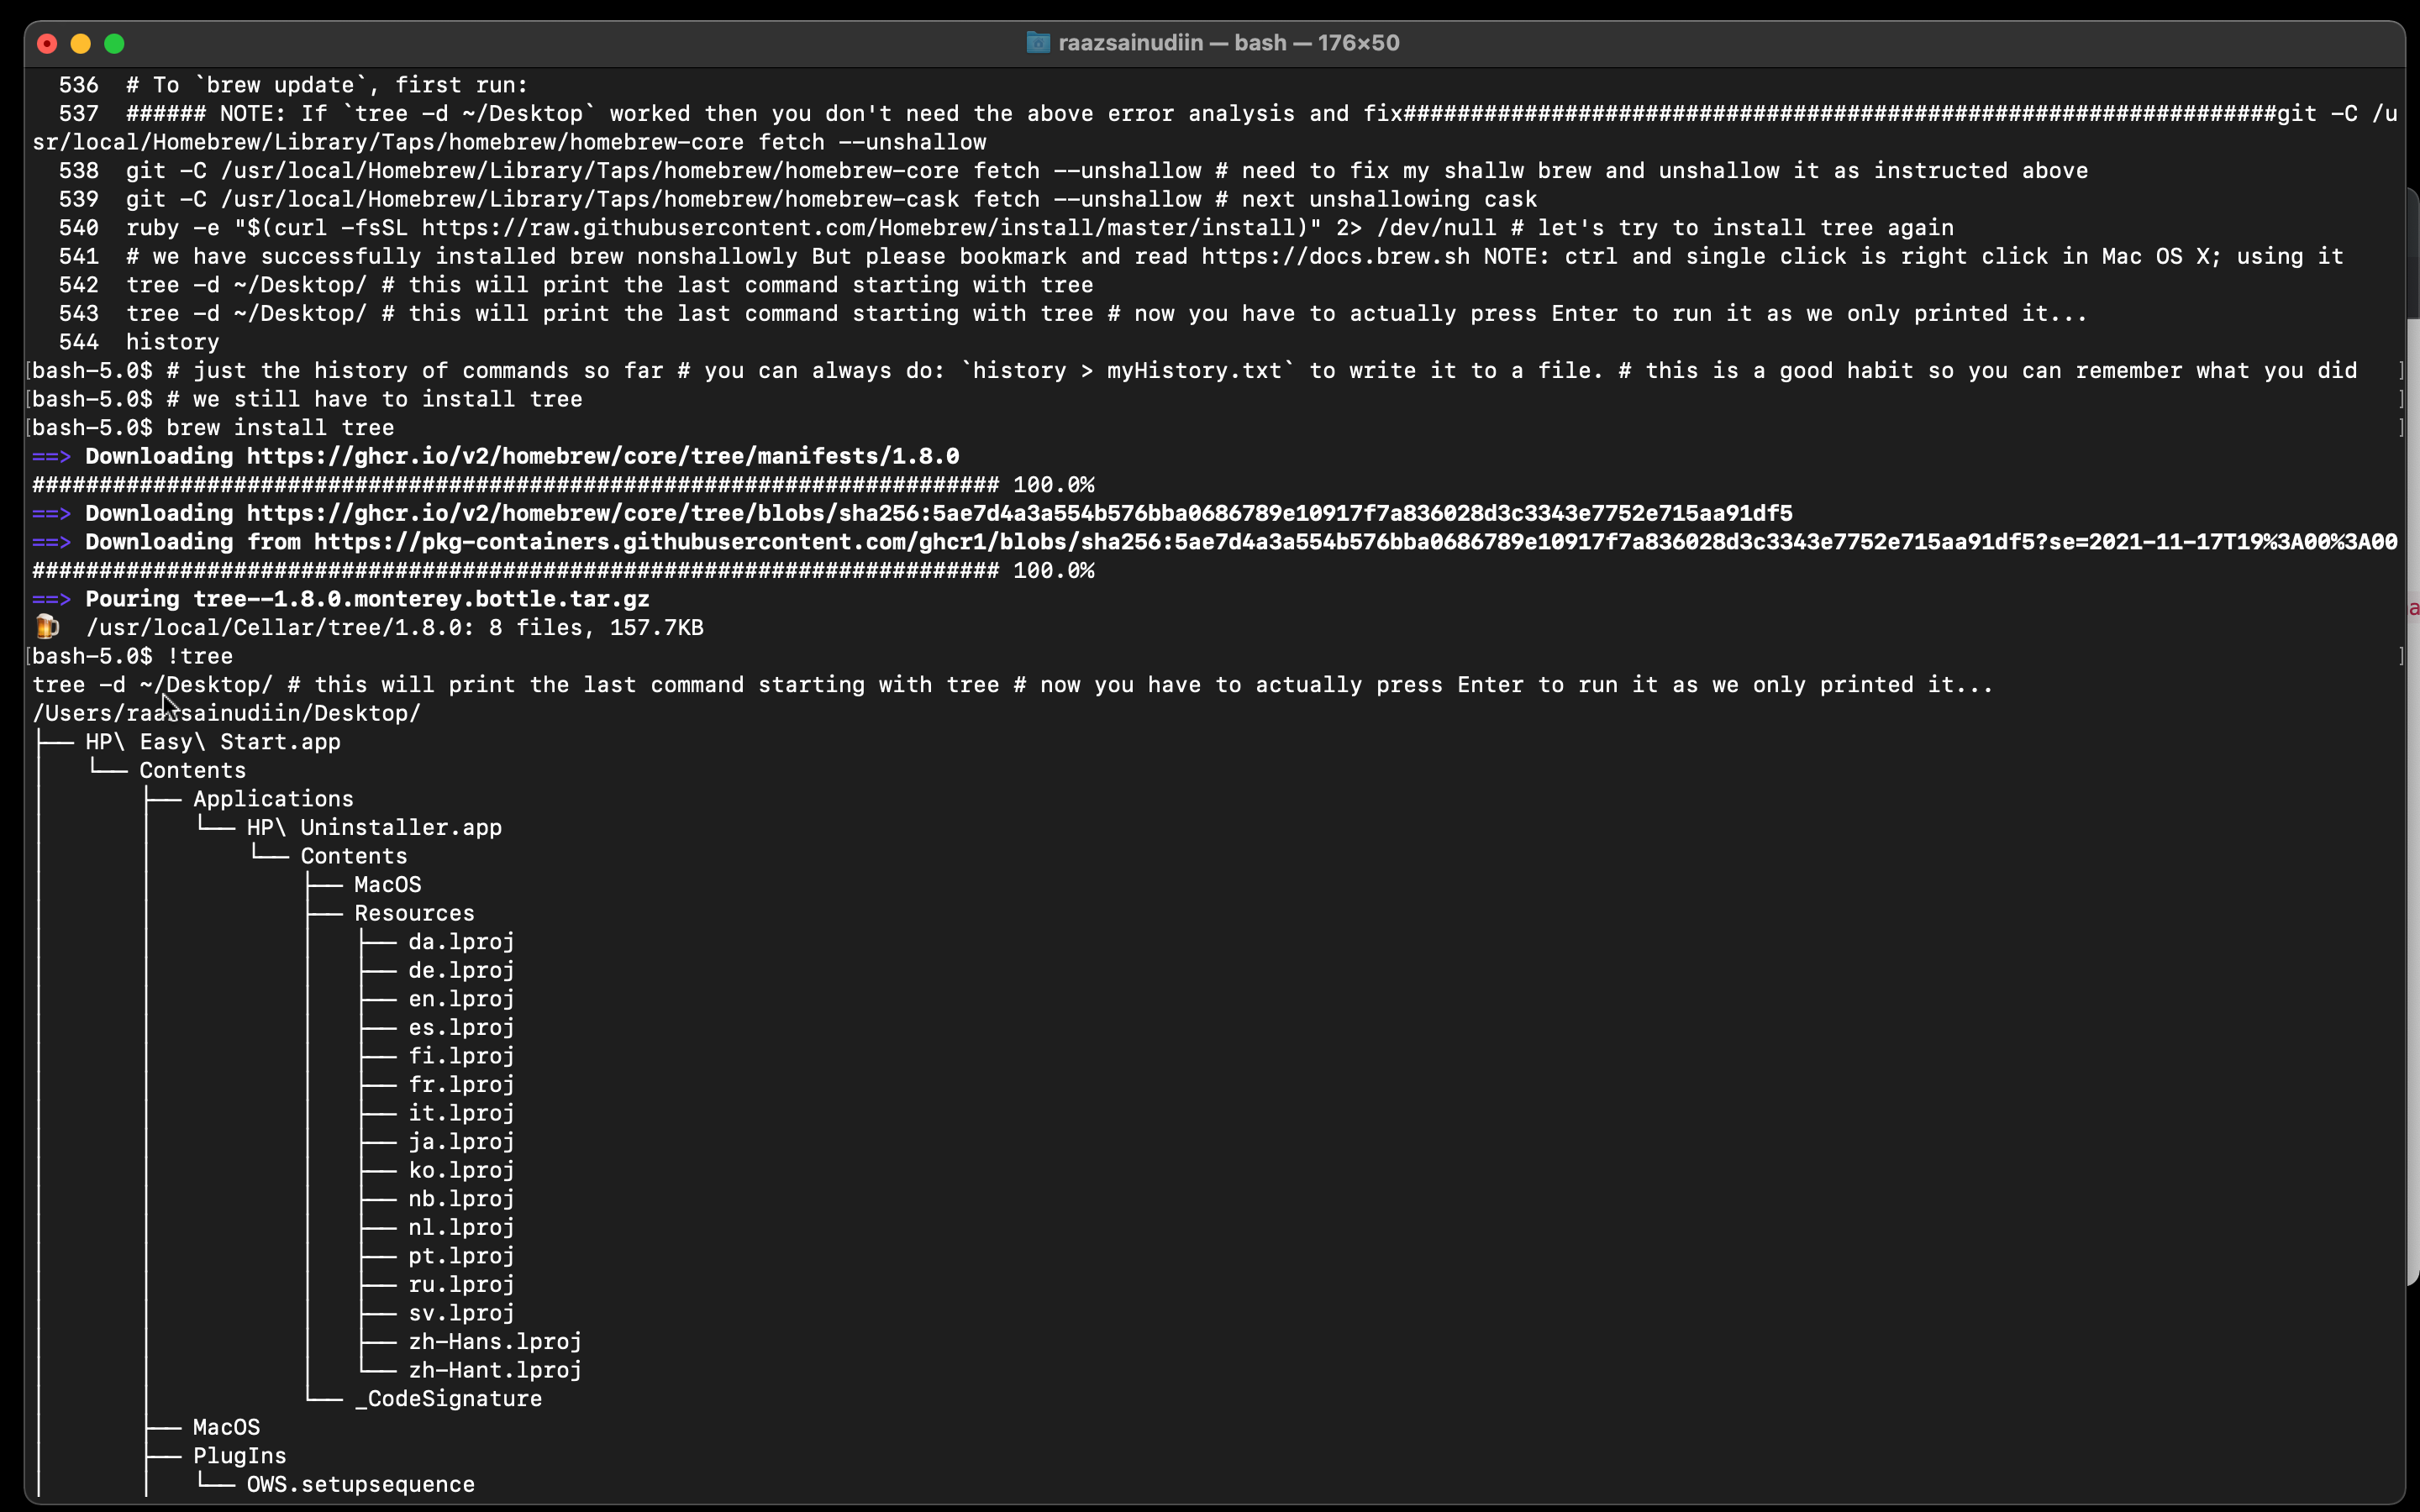 raazsainudiin — bash — 176×50
536  # To `brew update`, first run:
537  ###### NOTE: If `tree -d ~/Desktop` worked then you don't need the above error analysis and fix#################################################################git -C /u
sr/local/Homebrew/Library/Taps/homebrew/homebrew-core fetch --unshallow
538  git -C /usr/local/Homebrew/Library/Taps/homebrew/homebrew-core fetch --unshallow # need to fix my shallw brew and unshallow it as instructed above
539  git -C /usr/local/Homebrew/Library/Taps/homebrew/homebrew-cask fetch --unshallow # next unshallowing cask
540  ruby -e "$(curl -fsSL https://raw.githubusercontent.com/Homebrew/install/master/install)" 2> /dev/null # let's try to install tree again
541  # we have successfully installed brew nonshallowly But please bookmark and read https://docs.brew.sh NOTE: ctrl and single click is right click in Mac OS X; using it
542  tree -d ~/Desktop/ # this will print the last command starting with tree
543  tree -d ~/Desktop/ # this will print the last command starting with tree # now you have to actually press Enter to run it as we only printed it...
544  history
[bash-5.0$ # just the history of commands so far # you can always do: `history > myHistory.txt` to write it to a file. # this is a good habit so you can remember what you did ]
[bash-5.0$ # we still have to install tree ]
[bash-5.0$ brew install tree ]
==> Downloading https://ghcr.io/v2/homebrew/core/tree/manifests/1.8.0
######################################################################## 100.0%
==> Downloading https://ghcr.io/v2/homebrew/core/tree/blobs/sha256:5ae7d4a3a554b576bba0686789e10917f7a836028d3c3343e7752e715aa91df5
==> Downloading from https://pkg-containers.githubusercontent.com/ghcr1/blobs/sha256:5ae7d4a3a554b576bba0686789e10917f7a836028d3c3343e7752e715aa91df5?se=2021-11-17T19%3A00%3A00
######################################################################## 100.0%
==> Pouring tree--1.8.0.monterey.bottle.tar.gz
🍺  /usr/local/Cellar/tree/1.8.0: 8 files, 157.7KB
[bash-5.0$ !tree ]
tree -d ~/Desktop/ # this will print the last command starting with tree # now you have to actually press Enter to run it as we only printed it...
/Users/raazsainudiin/Desktop/
├── HP\ Easy\ Start.app
│   └── Contents
│       ├── Applications
│       │   └── HP\ Uninstaller.app
│       │       └── Contents
│       │           ├── MacOS
│       │           ├── Resources
│       │           │   ├── da.lproj
│       │           │   ├── de.lproj
│       │           │   ├── en.lproj
│       │           │   ├── es.lproj
│       │           │   ├── fi.lproj
│       │           │   ├── fr.lproj
│       │           │   ├── it.lproj
│       │           │   ├── ja.lproj
│       │           │   ├── ko.lproj
│       │           │   ├── nb.lproj
│       │           │   ├── nl.lproj
│       │           │   ├── pt.lproj
│       │           │   ├── ru.lproj
│       │           │   ├── sv.lproj
│       │           │   ├── zh-Hans.lproj
│       │           │   └── zh-Hant.lproj
│       │           └── _CodeSignature
│       ├── MacOS
│       ├── PlugIns
│       │   └── OWS.setupsequence